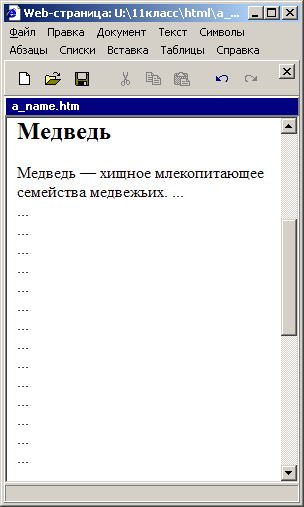 Web-страница: U:\11класс\html\a_...
Файл Правка Документ Текст Символы
Абзацы Списки Вставка Таблицы Справка
a_name.htm
Медведь
Медведь — хищное млекопитающее
семейства медвежьих. ...
...
...
...
...
...
...
...
...
...
...
...
...
...
...